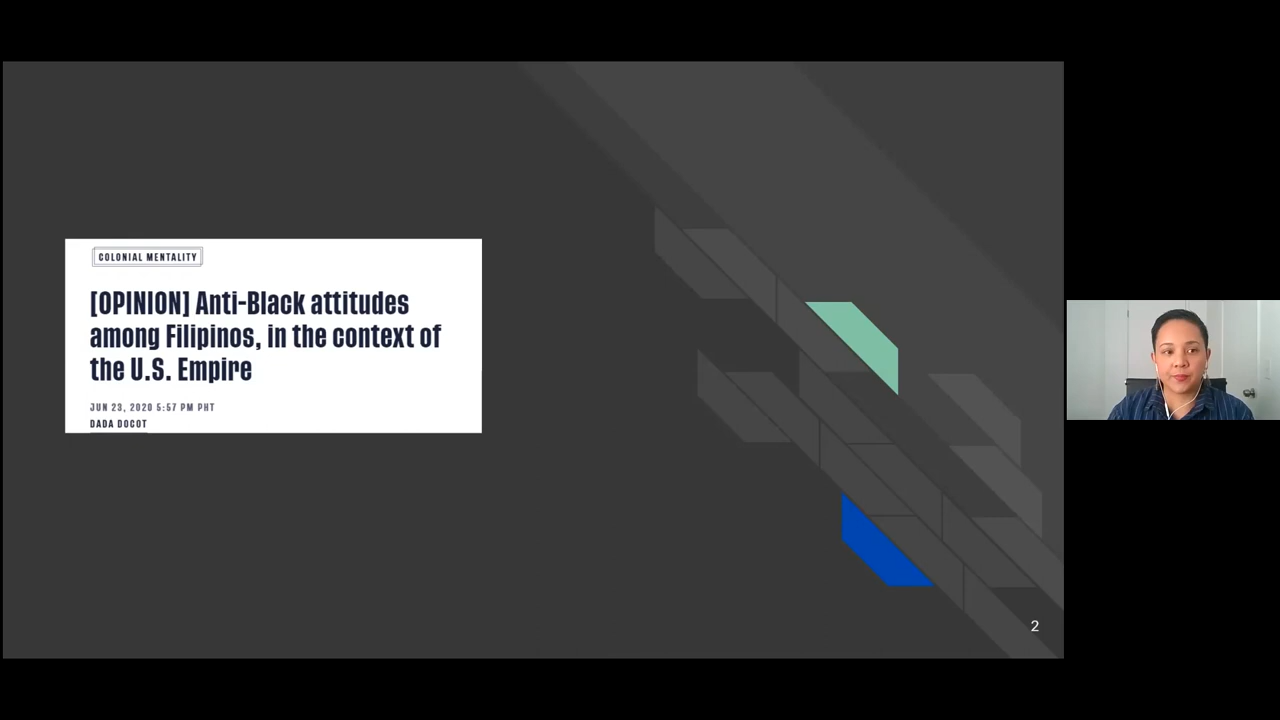 COLONIAL MENTALITY
[OPINION] Anti-Black attitudes
among Filipinos, in the context of
the U.S. Empire
JUN 23, 2020 5:57 PM PHT
DADA DOCOT
2